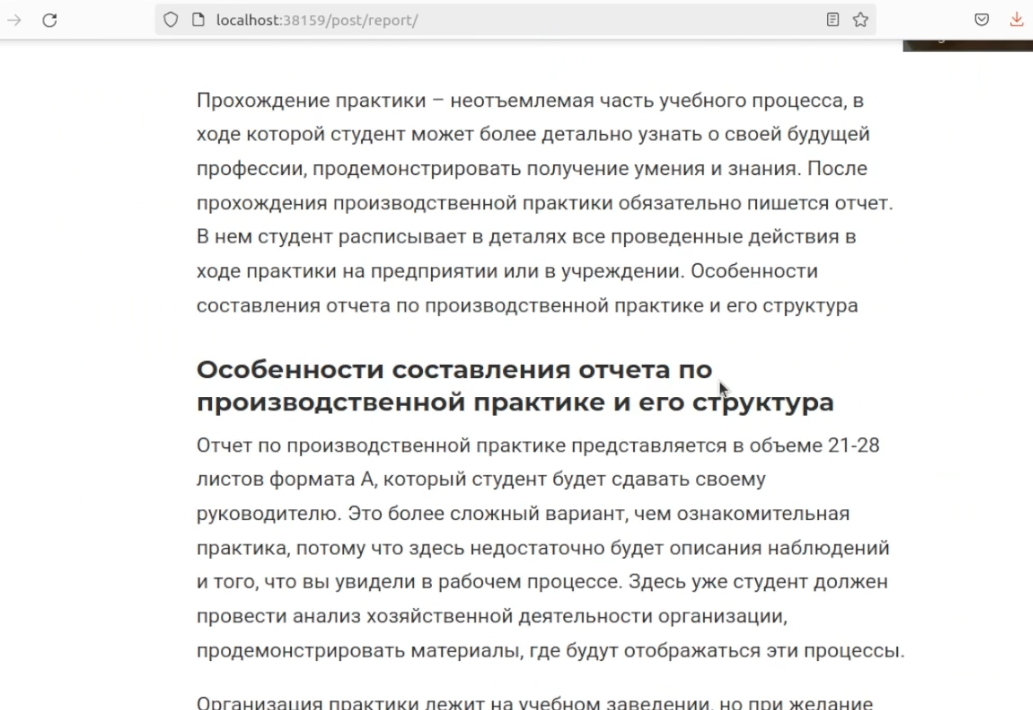 localhost:38159/post/report/
Прохождение практики – неотъемлемая часть учебного процесса, в
ходе которой студент может более детально узнать о своей будущей
профессии, продемонстрировать получение умения и знания. После
прохождения производственной практики обязательно пишется отчет.
В нем студент расписывает в деталях все проведенные действия в
ходе практики на предприятии или в учреждении. Особенности
составления отчета по производственной практике и его структура
Особенности составления отчета по
производственной практике и его структура
Отчет по производственной практике представляется в объеме 21-28
листов формата А, который студент будет сдавать своему
руководителю. Это более сложный вариант, чем ознакомительная
практика, потому что здесь недостаточно будет описания наблюдений
и того, что вы увидели в рабочем процессе. Здесь уже студент должен
провести анализ хозяйственной деятельности организации,
продемонстрировать материалы, где будут отображаться эти процессы.
Организация практики лежит на учебном заведении, но при желание